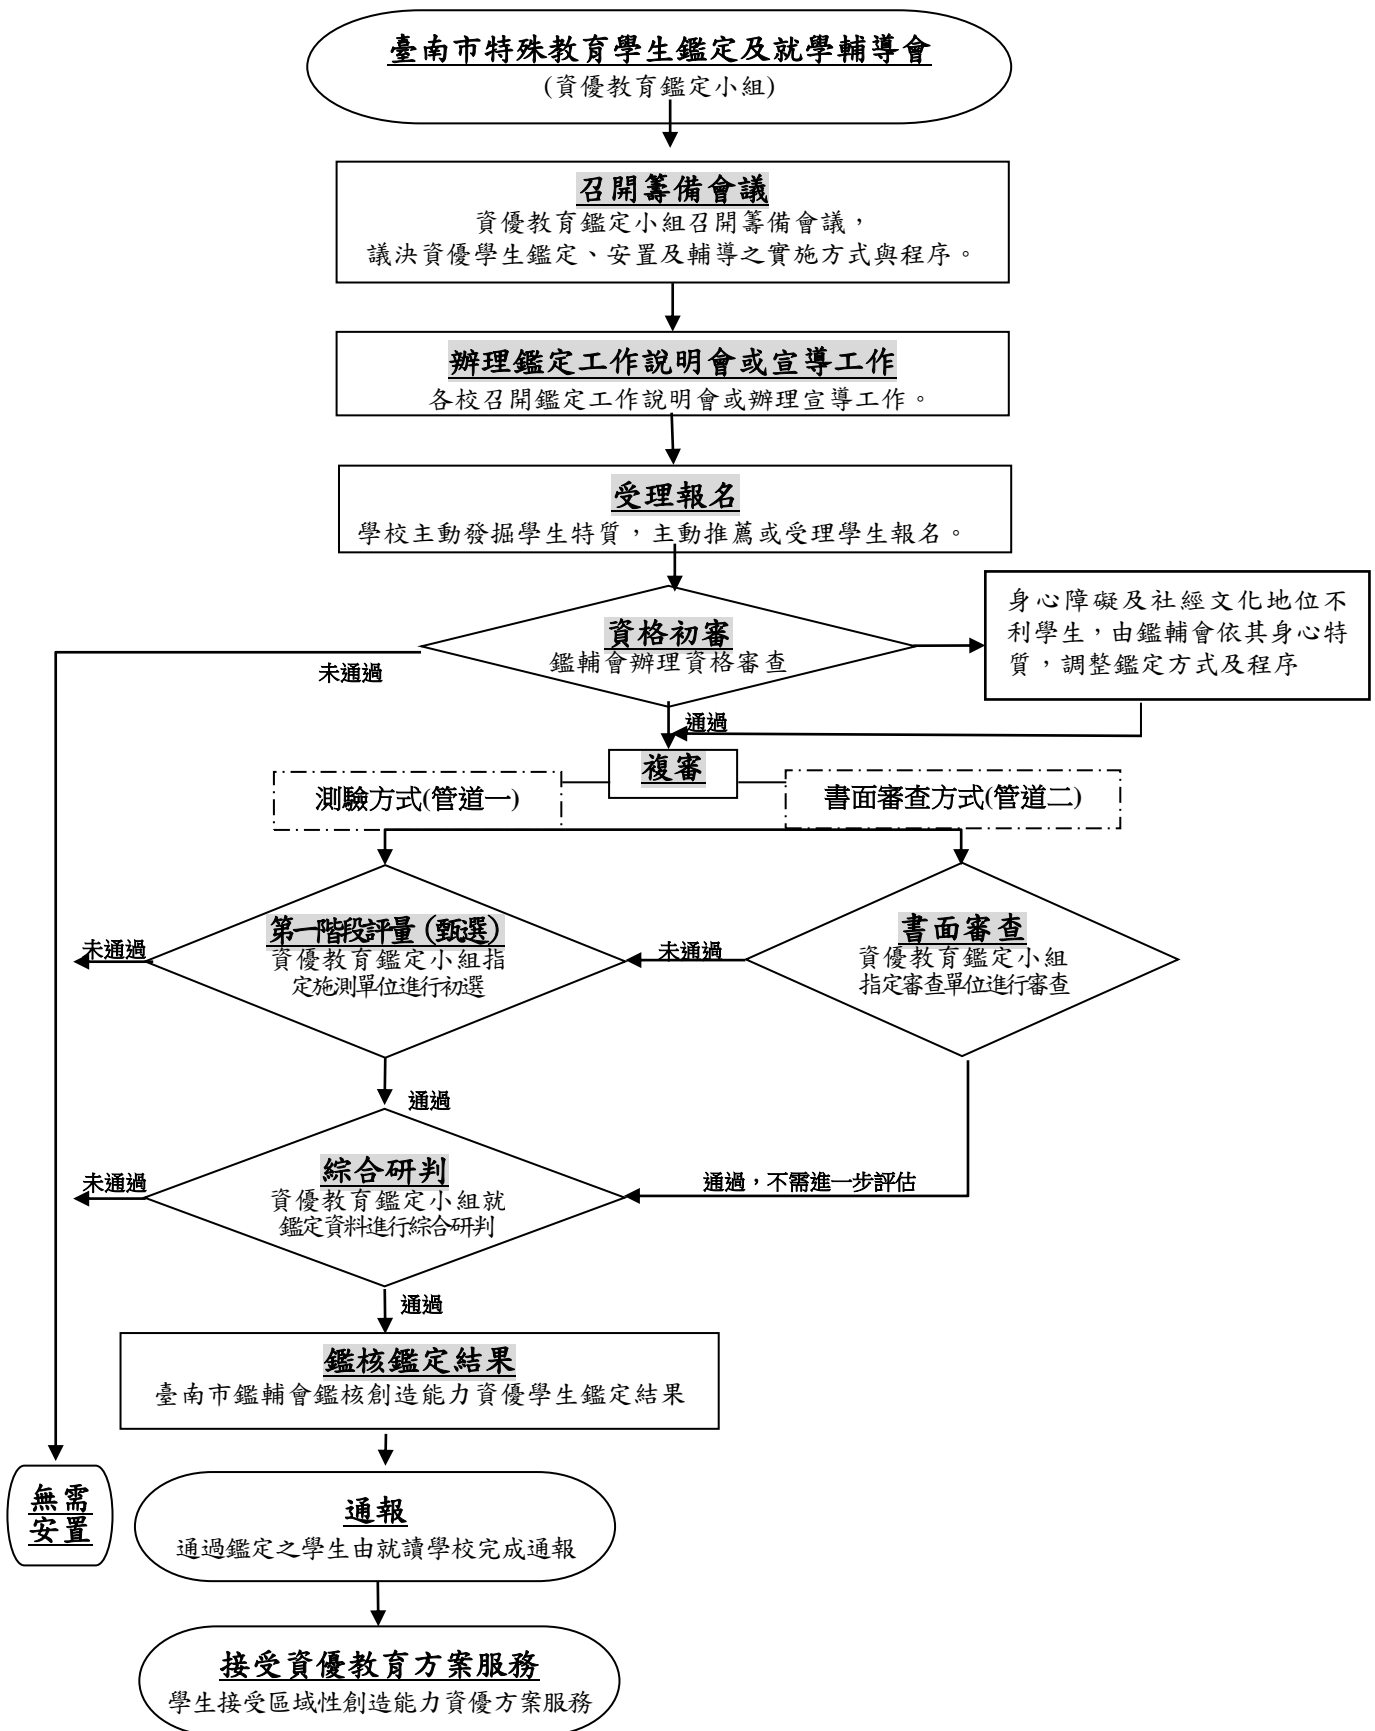 臺南市特殊教育學生鑑定及就學輔導會
(資優教育鑑定小組)
召開籌備會議
資優教育鑑定小組召開籌備會議，
議決資優學生鑑定、安置及輔導之實施方式與程序。
辦理鑑定工作說明會或宣導工作
各校召開鑑定工作說明會或辦理宣導工作。
受理報名
學校主動發掘學生特質，主動推薦或受理學生報名。
資格初審
鑑輔會辦理資格審查
身心障礙及社經文化地位不
利學生，由鑑輔會依其身心特
質，調整鑑定方式及程序
未通過
通過
複審
測驗方式(管道一)
書面審查方式(管道二)
第一階段評量(甄選)
資優教育鑑定小組指
定施測單位進行初選
未通過
未通過
書面審查
資優教育鑑定小組
指定審查單位進行審查
通過
綜合研判
資優教育鑑定小組就
鑑定資料進行綜合研判
未通過
通過，不需進一步評估
通過
鑑核鑑定結果
臺南市鑑輔會鑑核創造能力資優學生鑑定結果
無需
安置
通報
通過鑑定之學生由就讀學校完成通報
接受資優教育方案服務
學生接受區域性創造能力資優方案服務